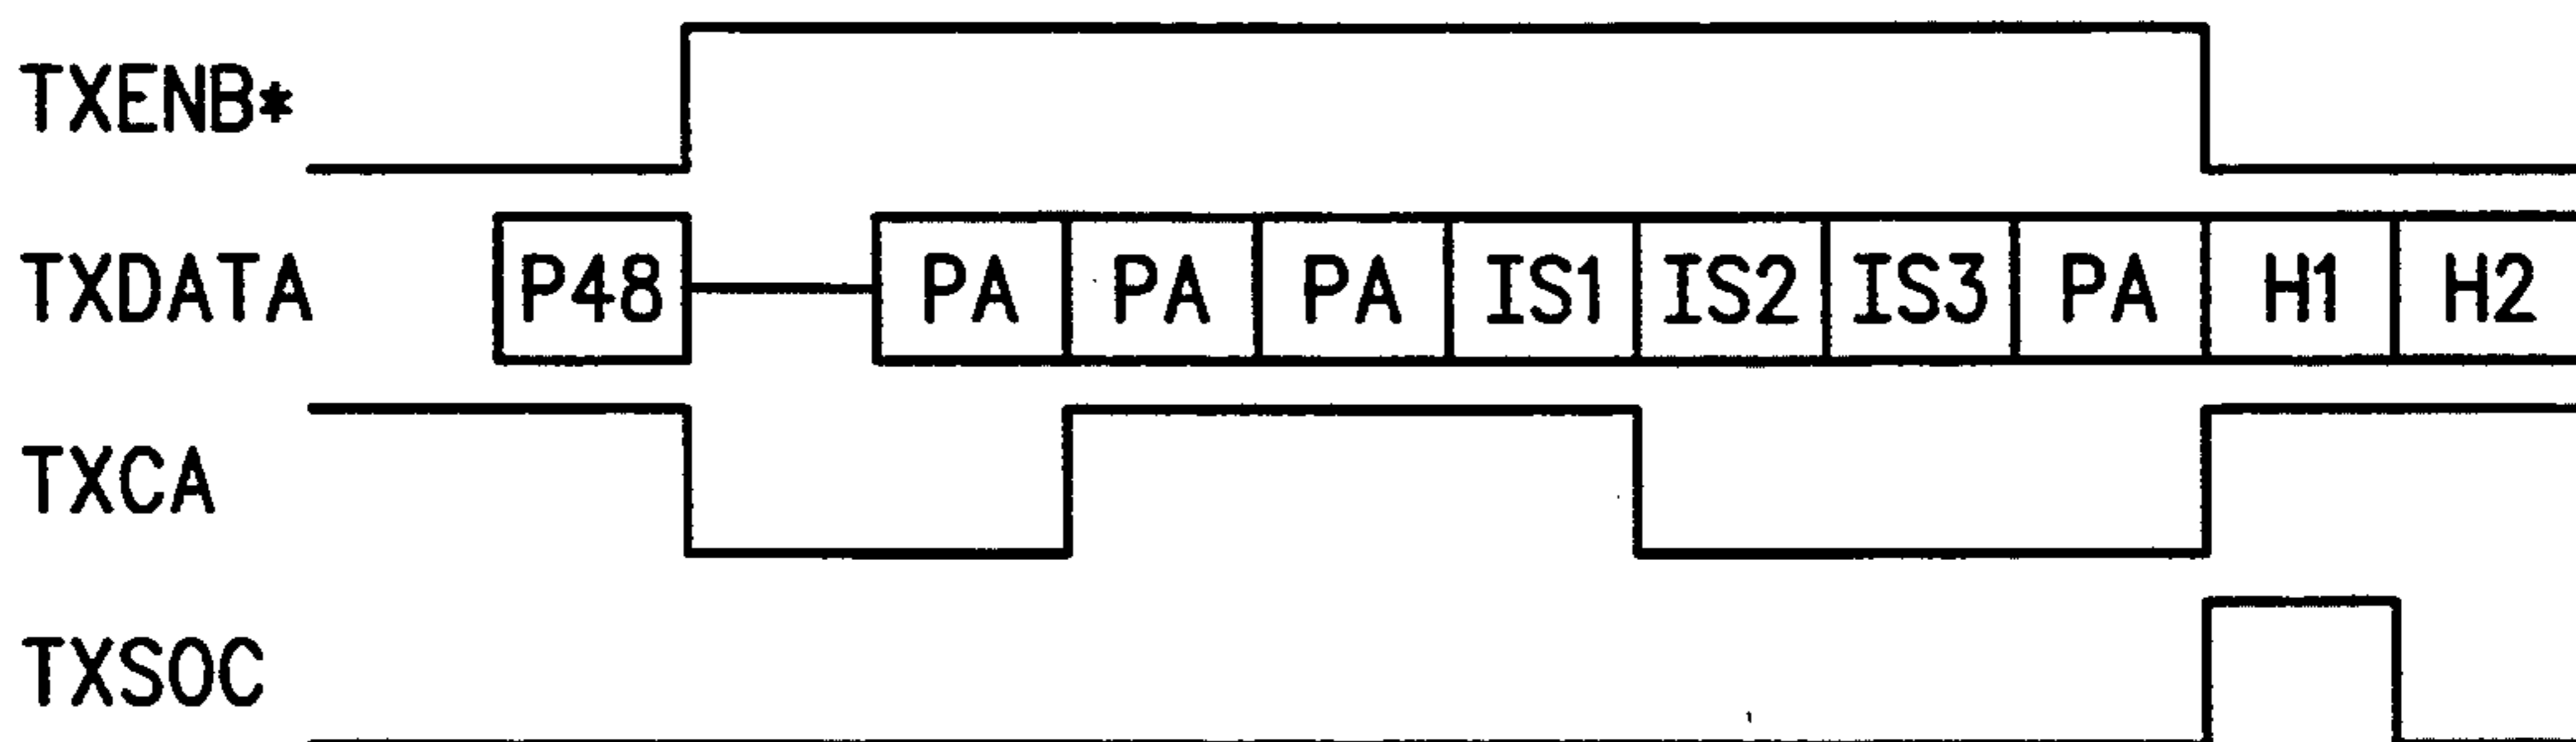 TXENB*
TXDATA P48 PA PA PA IS1 IS2 IS3 PA H1 H2
TXCA
TXSOC